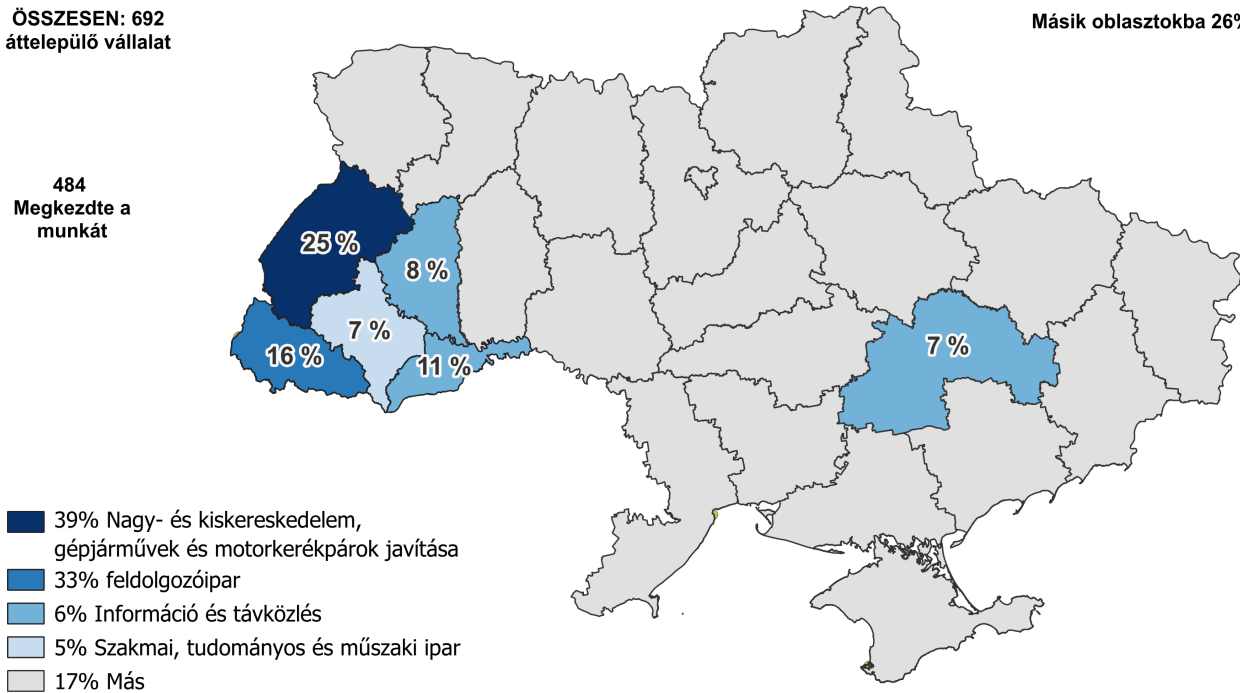 ÖSSZESEN: 692
áttelepülő vállalat
Másik oblasztokba 26%
484
Megkezdte a
munkát
25 %
8 %
7 %
16 %
11 %
7 %
39% Nagy- és kiskereskedelem,
gépjárművek és motorkerékpárok javítása
33% feldolgozóipar
6% Információ és távközlés
5% Szakmai, tudományos és műszaki ipar
17% Más